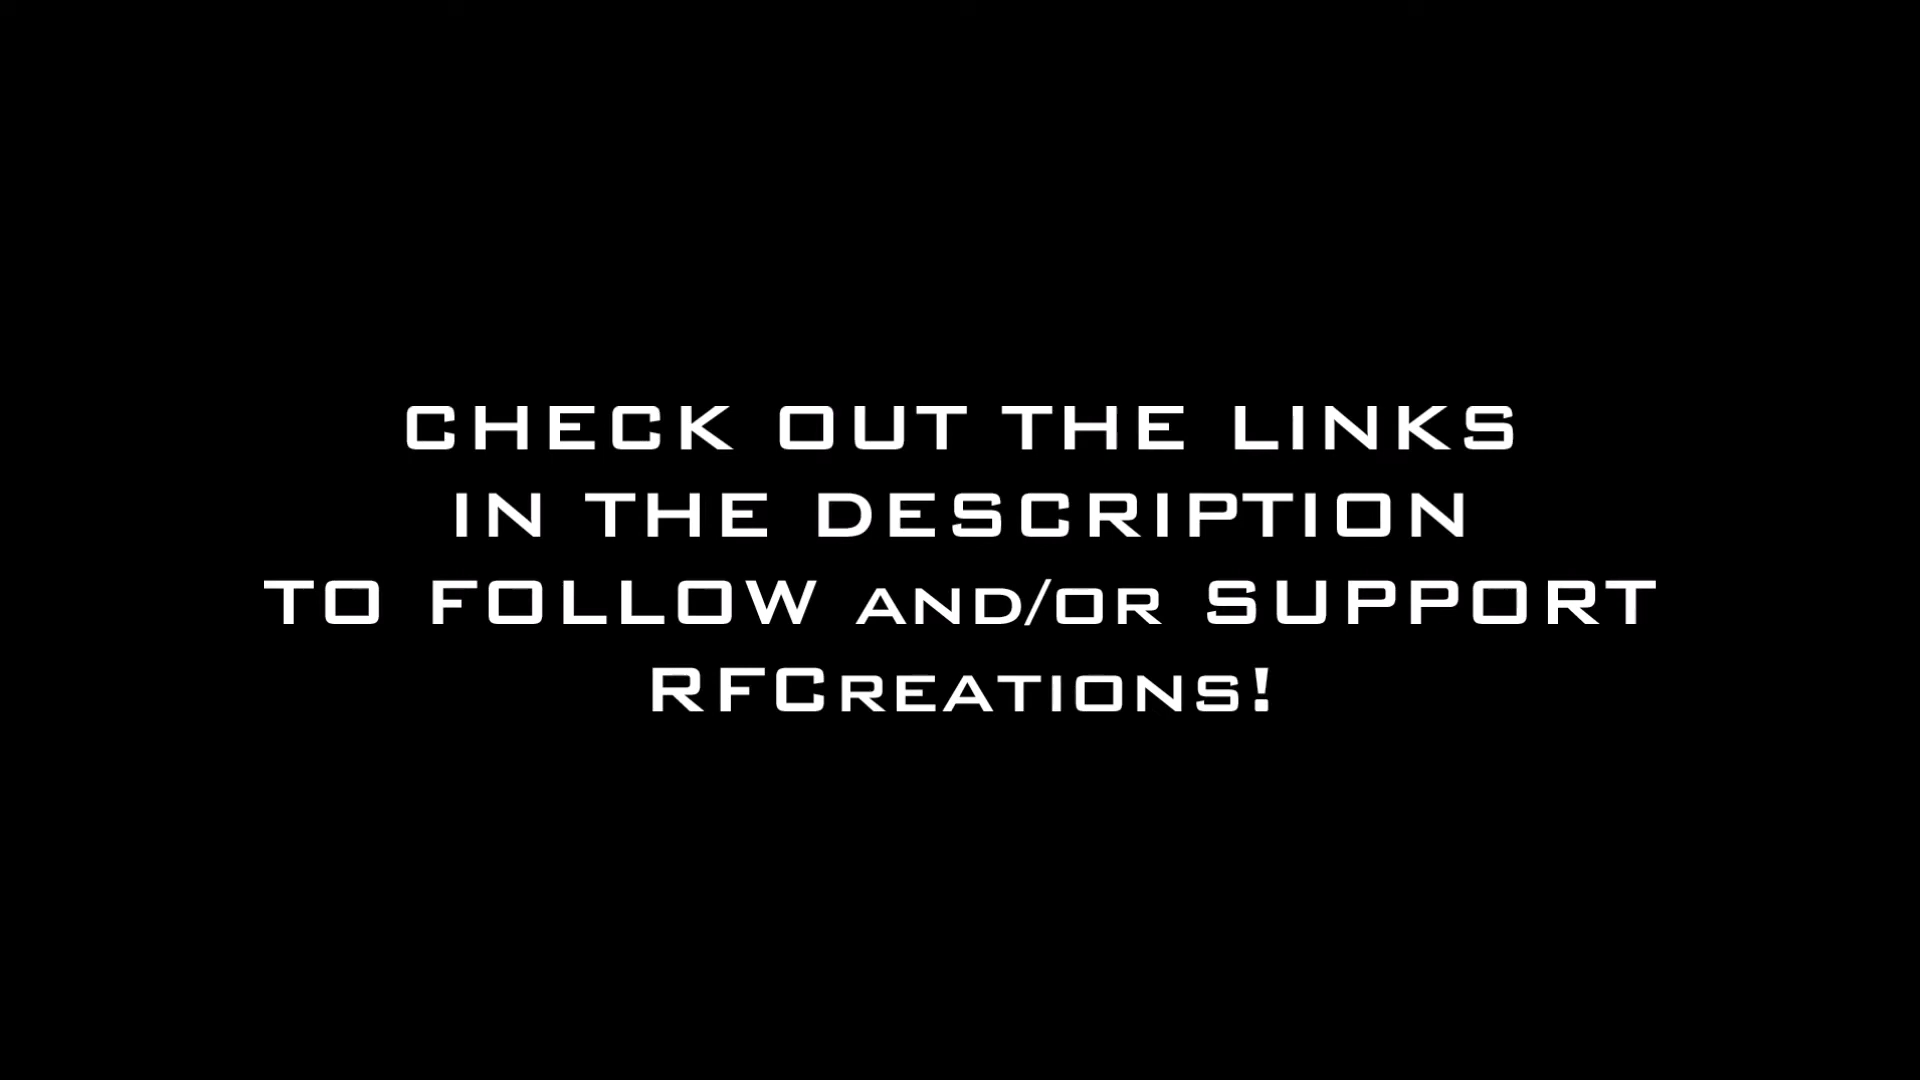 CHECK OUT THE LINKS
IN THE DESCRIPTION
TO FOLLOW AND/OR SUPPORT
RFCREATIONS!